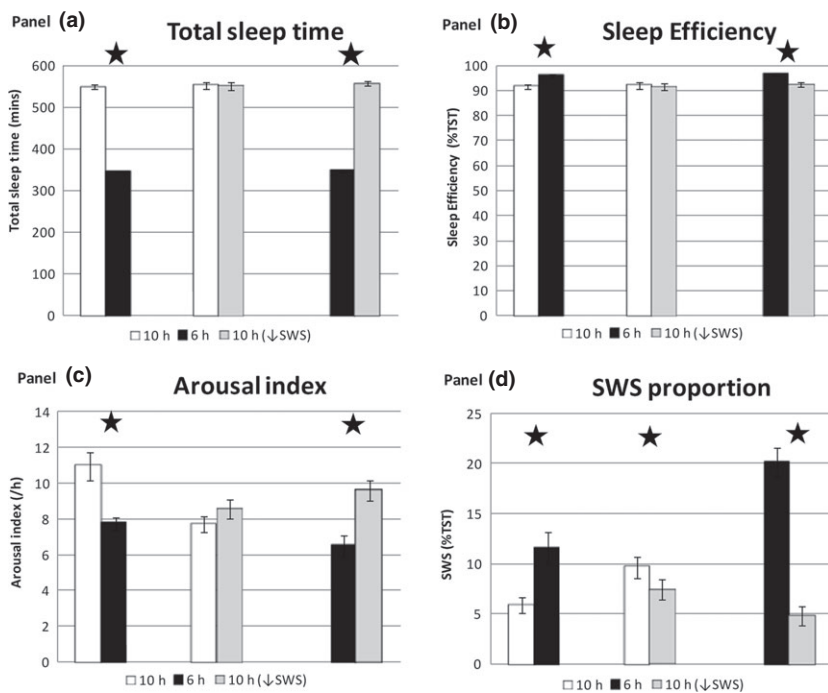 Panel (a)
Total sleep time
Total sleep time (mins)
600
500
400
300
200
100
0
□ 10 h ■ 6 h □ 10 h (↓SWS)
Panel (b)
Sleep Efficiency
Sleep Efficiency (%TST)
100
90
80
70
60
50
40
30
20
10
0
□ 10 h ■ 6 h □ 10 h (↓SWS)
Panel (c)
Arousal index
Arousal index (/h)
14
12
10
8
6
4
2
0
□ 10 h ■ 6 h □ 10 h (↓SWS)
Panel (d)
SWS proportion
SWS (%TST)
25
20
15
10
5
0
□ 10 h ■ 6 h □ 10 h (↓SWS)